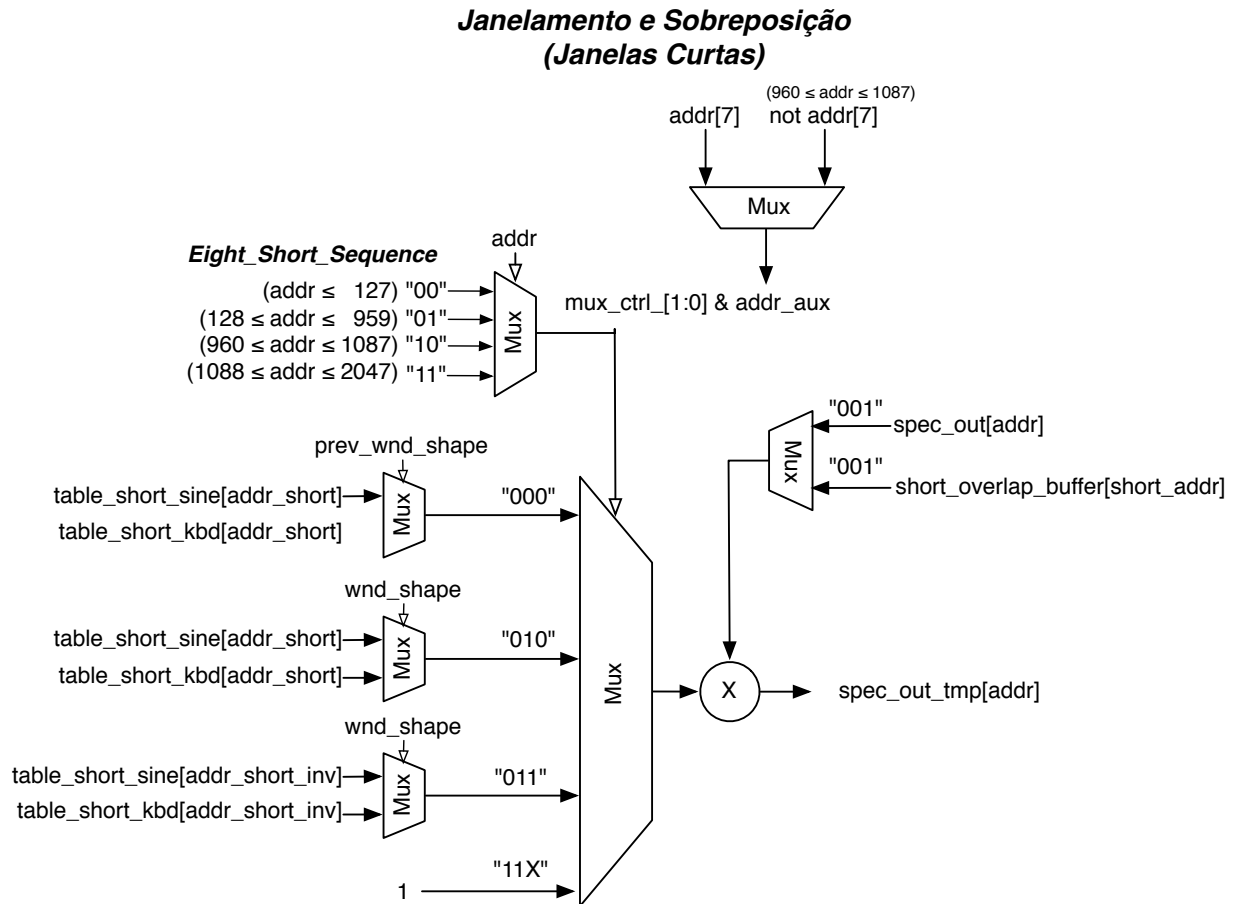 Janelamento e Sobreposição
(Janelas Curtas)
(960 ≤ addr ≤ 1087)
addr[7]
not addr[7]
Mux
mux_ctrl_[1:0] & addr_aux
addr
Eight_Short_Sequence
(addr ≤ 127) "00"
(128 ≤ addr ≤ 959) "01"
(960 ≤ addr ≤ 1087) "10"
(1088 ≤ addr ≤ 2047) "11"
Mux
"001"
spec_out[addr]
"001"
short_overlap_buffer[short_addr]
Mux
prev_wnd_shape
table_short_sine[addr_short]
table_short_kbd[addr_short]
Mux
"000"
wnd_shape
table_short_sine[addr_short]
table_short_kbd[addr_short]
Mux
"010"
Mux
X
spec_out_tmp[addr]
wnd_shape
table_short_sine[addr_short_inv]
table_short_kbd[addr_short_inv]
Mux
"011"
1
"11X"